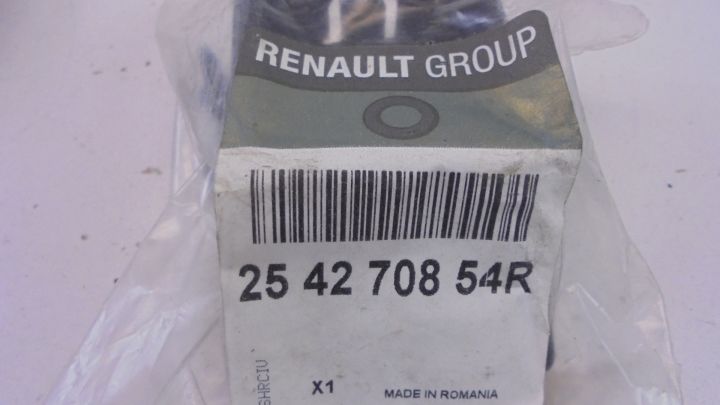 RENAULT GROUP
25 42 708 54R
X1
MADE IN ROMANIA